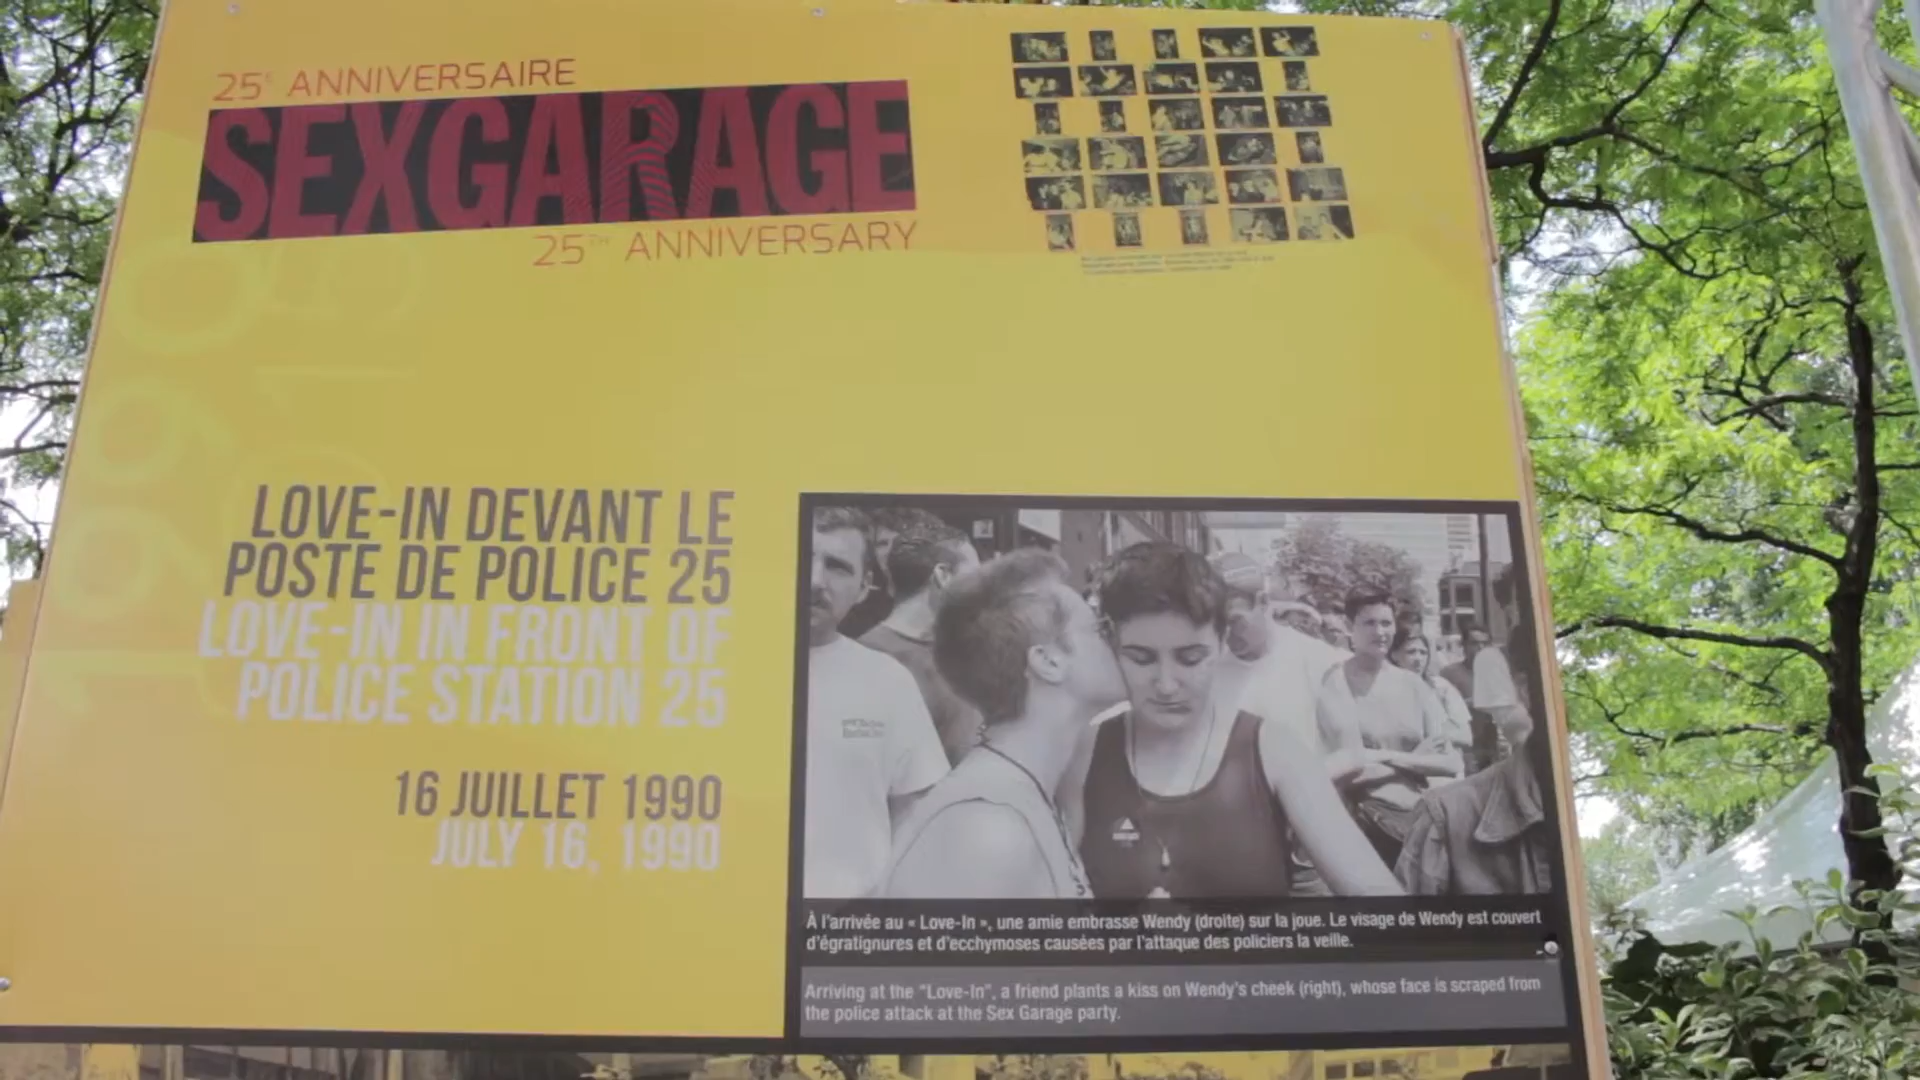 25e ANNIVERSAIRE
SEXGARAGE
25TH ANNIVERSARY
1990
LOVE-IN DEVANT LE
POSTE DE POLICE 25
LOVE-IN IN FRONT OF
POLICE STATION 25
16 JUILLET 1990
JULY 16, 1990
À l'arrivée au « Love-In », une amie embrasse Wendy (droite) sur la joue. Le visage de Wendy est couvert
d'égratignures et d'ecchymoses causées par l'attaque des policiers la veille.
Arriving at the "Love-In", a friend plants a kiss on Wendy's cheek (right), whose face is scraped from
the police attack at the Sex Garage party.